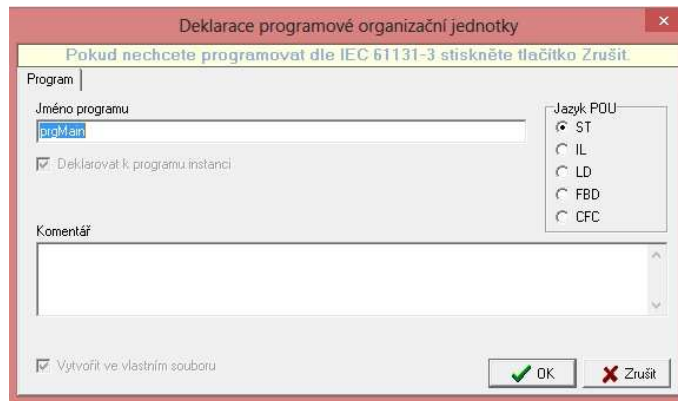 Deklarace programové organizační jednotky
Pokud nechcete programovat dle IEC 61131-3 stiskněte tlačítko Zrušit.
Program
Jméno programu
prgMain
Deklarovat k programu instanci
Jazyk POU
ST
IL
LD
FBD
CFC
Komentář
Vytvořit ve vlastním souboru
OK
Zrušit